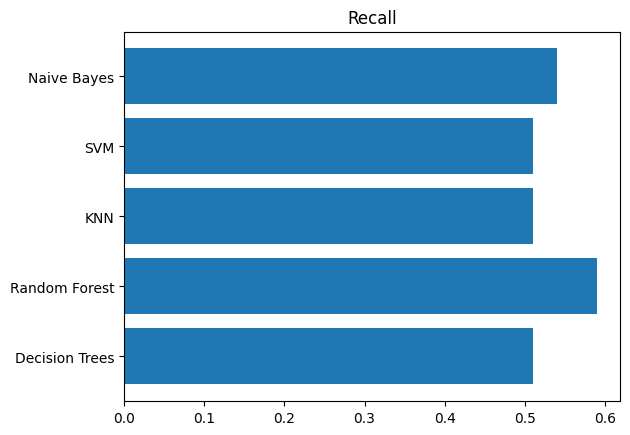 Recall
Naive Bayes
SVM
KNN
Random Forest
Decision Trees
0.0 0.1 0.2 0.3 0.4 0.5 0.6